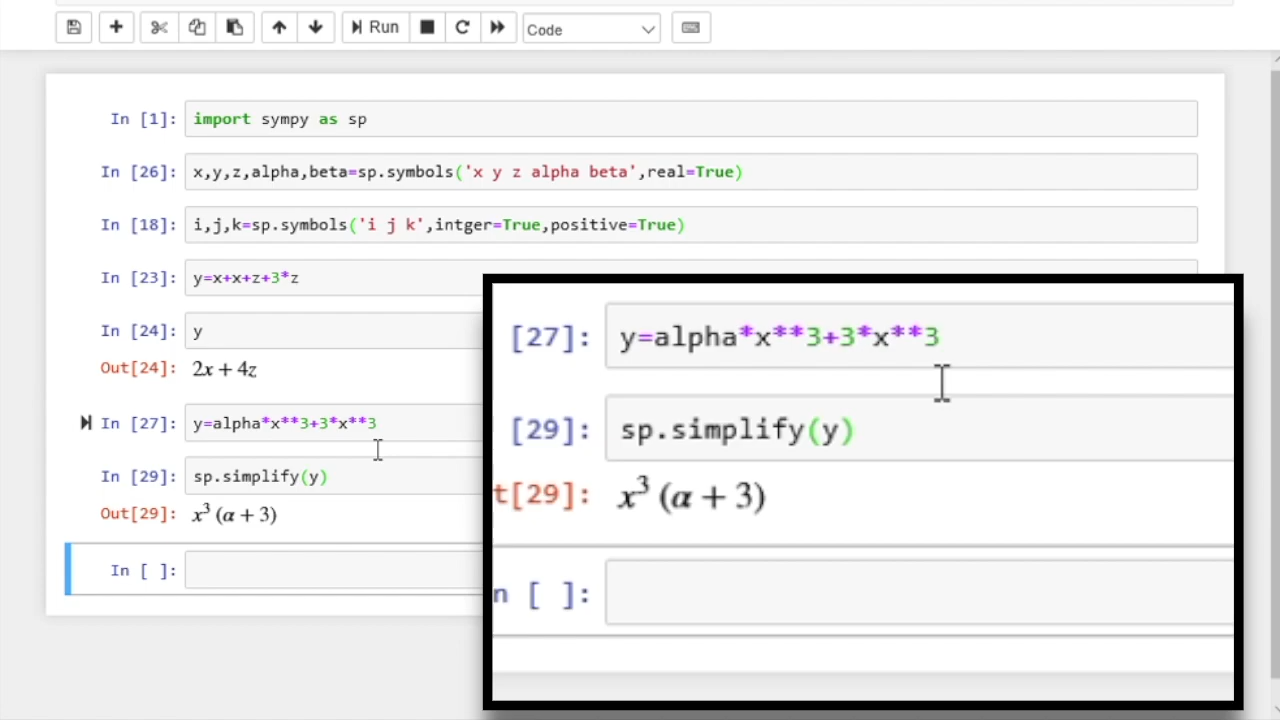 Run
Code
In [1]: import sympy as sp
In [26]: x,y,z,alpha,beta=sp.symbols('x y z alpha beta',real=True)
In [18]: i,j,k=sp.symbols('i j k',intger=True,positive=True)
In [23]: y=x+x+z+3*z
In [24]: y
Out[24]: 2x + 4z
In [27]: y=alpha*x**3+3*x**3
In [29]: sp.simplify(y)
Out[29]: x³ (α + 3)
In [ ]:
[27]: y=alpha*x**3+3*x**3
[29]: sp.simplify(y)
t[29]: x³ (α + 3)
n [ ]: